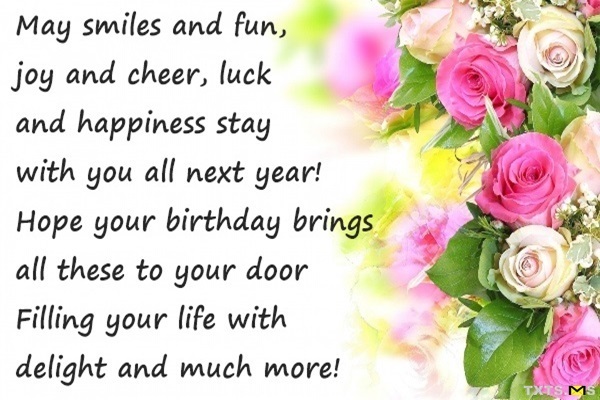 May smiles and fun,
joy and cheer, luck
and happiness stay
with you all next year!
Hope your birthday brings
all these to your door
Filling your life with
delight and much more!
TXTS.MS